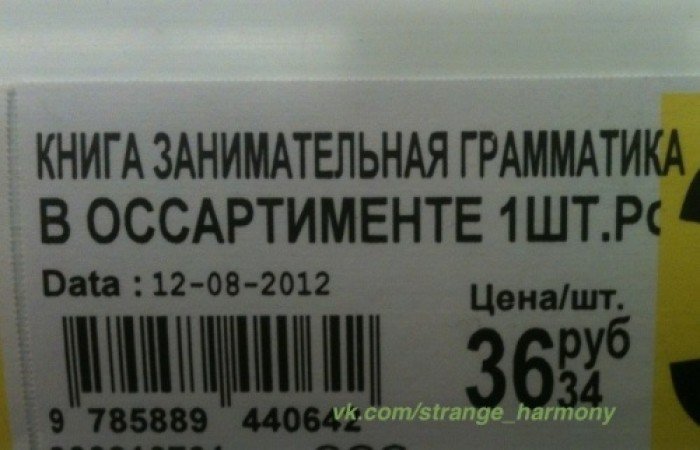 КНИГА ЗАНИМАТЕЛЬНАЯ ГРАММАТИКА
В ОССАРТИМЕНТЕ 1ШТ.
Data : 12-08-2012
Цена/шт.
36 руб 34
9 785889 440642
vk.com/strange_harmony